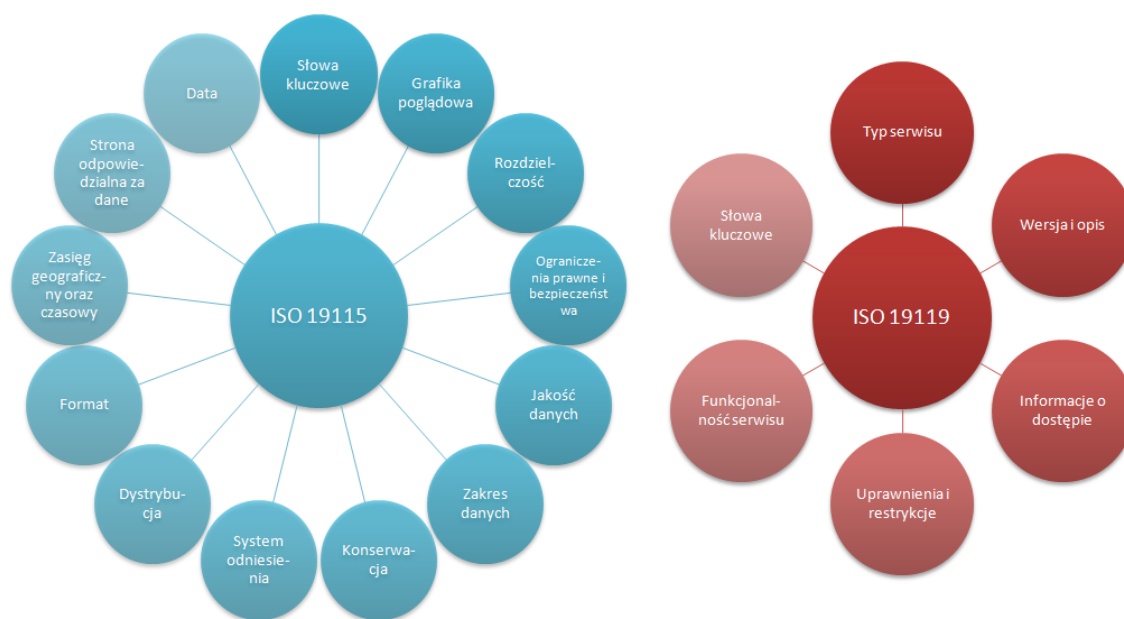 Słowa
kluczowe
Grafika
poglądowa
Rozdziel-
czość
Ogranicze-
nia prawne i
bezpieczeńst
wa
Jakość
danych
Zakres
danych
Konserwa-
cja
System
odniesie-
nia
Dystrybu-
cja
Format
Zasięg
geograficz-
ny oraz
czasowy
Strona
odpowie-
dzialna za
dane
Data
ISO 19115
Typ serwisu
Wersja i opis
Informacje o
dostępie
Uprawnienia i
restrykcje
Funkcjonal-
ność serwisu
Słowa
kluczowe
ISO 19119